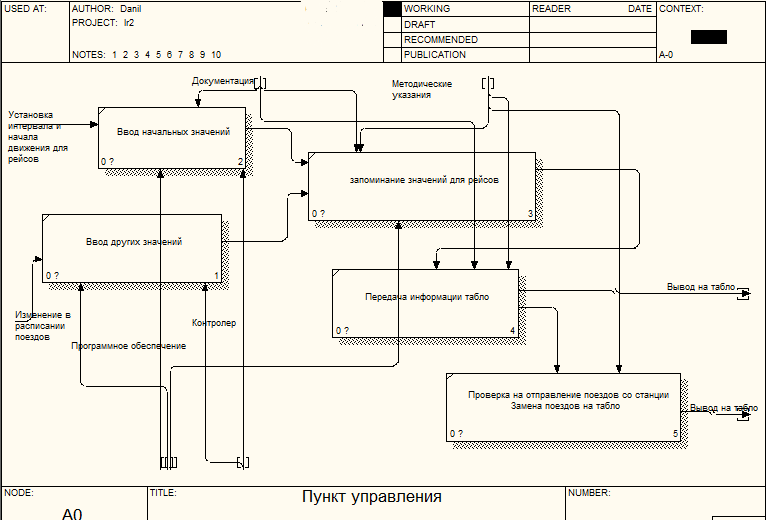 USED AT:
AUTHOR: Danil
PROJECT: lr2
NOTES: 1 2 3 4 5 6 7 8 9 10
WORKING
DRAFT
RECOMMENDED
PUBLICATION
READER DATE
CONTEXT:
A-0
Документация
Методические
указания
Установка
интервала и
начала
движения для
рейсов
Ввод начальных значений
0 ? 2
запоминание значений для рейсов
0 ? 3
Ввод других значений
0 ? 1
Изменение в
расписании
поездов
Программное обеспечение
Контролер
Передача информации табло
0 ? 4
Вывод на табло
Проверка на отправление поездов со станции
Замена поездов на табло
0 ? 5
Вывод на табло
NODE:
A0
TITLE:
Пункт управления
NUMBER: